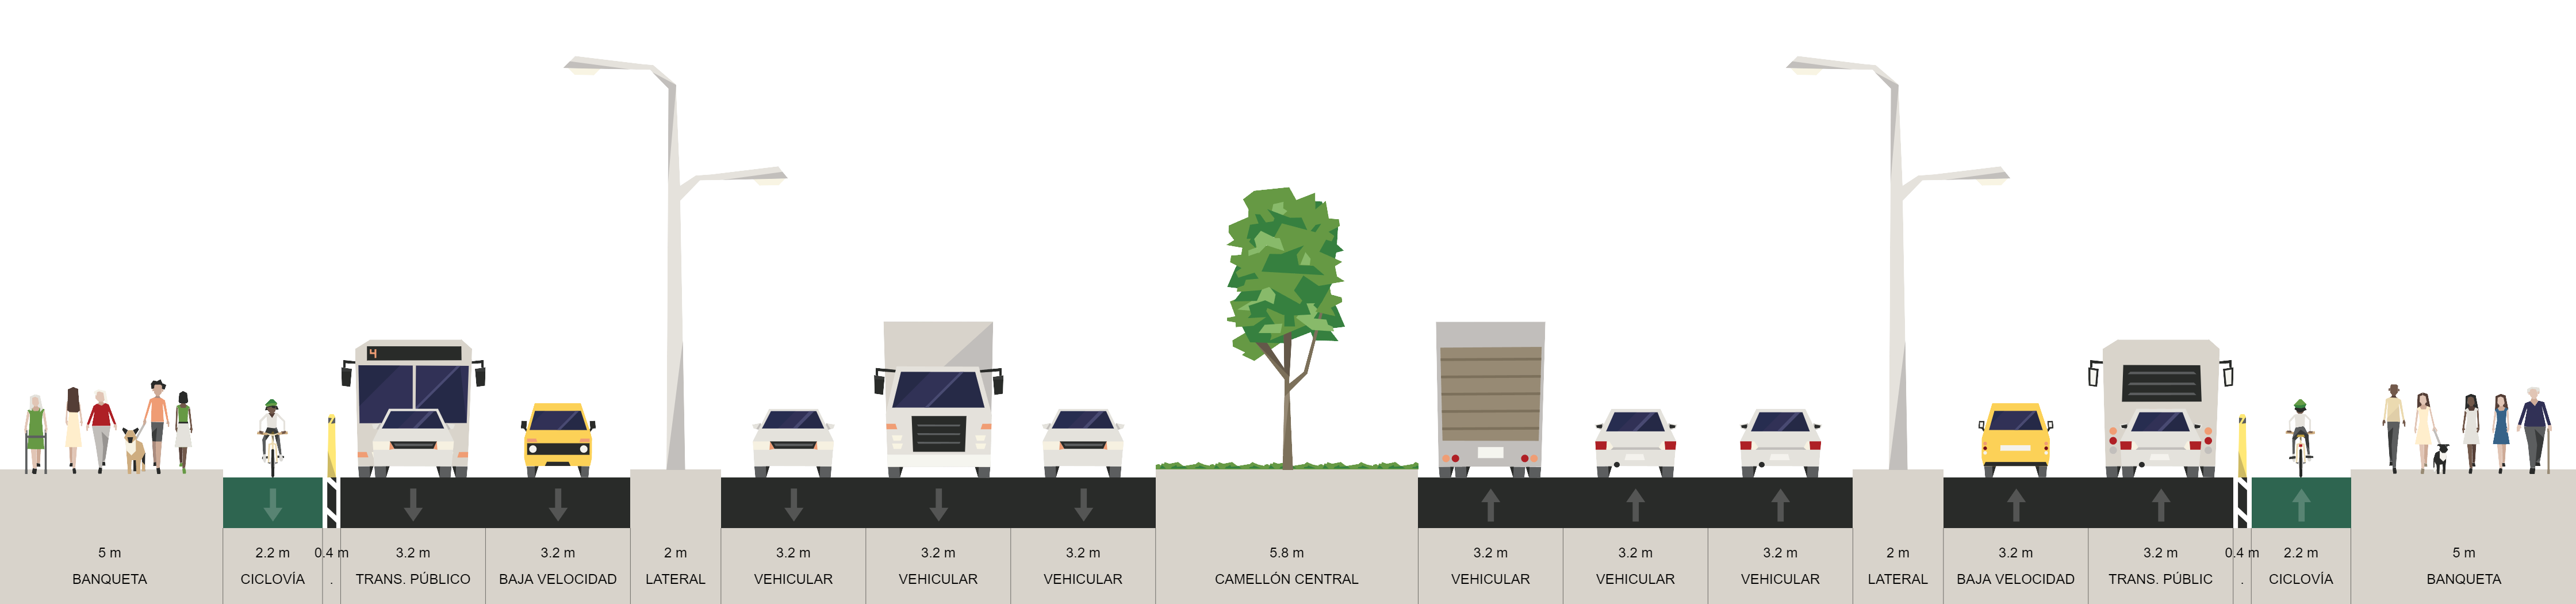 4
5 m
2.2 m
0.4 m
3.2 m
3.2 m
2 m
3.2 m
3.2 m
3.2 m
5.8 m
3.2 m
3.2 m
3.2 m
2 m
3.2 m
3.2 m
0.4 m
2.2 m
5 m
BANQUETA
CICLOVÍA
.
TRANS. PÚBLICO
BAJA VELOCIDAD
LATERAL
VEHICULAR
VEHICULAR
VEHICULAR
CAMELLÓN CENTRAL
VEHICULAR
VEHICULAR
VEHICULAR
LATERAL
BAJA VELOCIDAD
TRANS. PÚBLIC
.
CICLOVÍA
BANQUETA